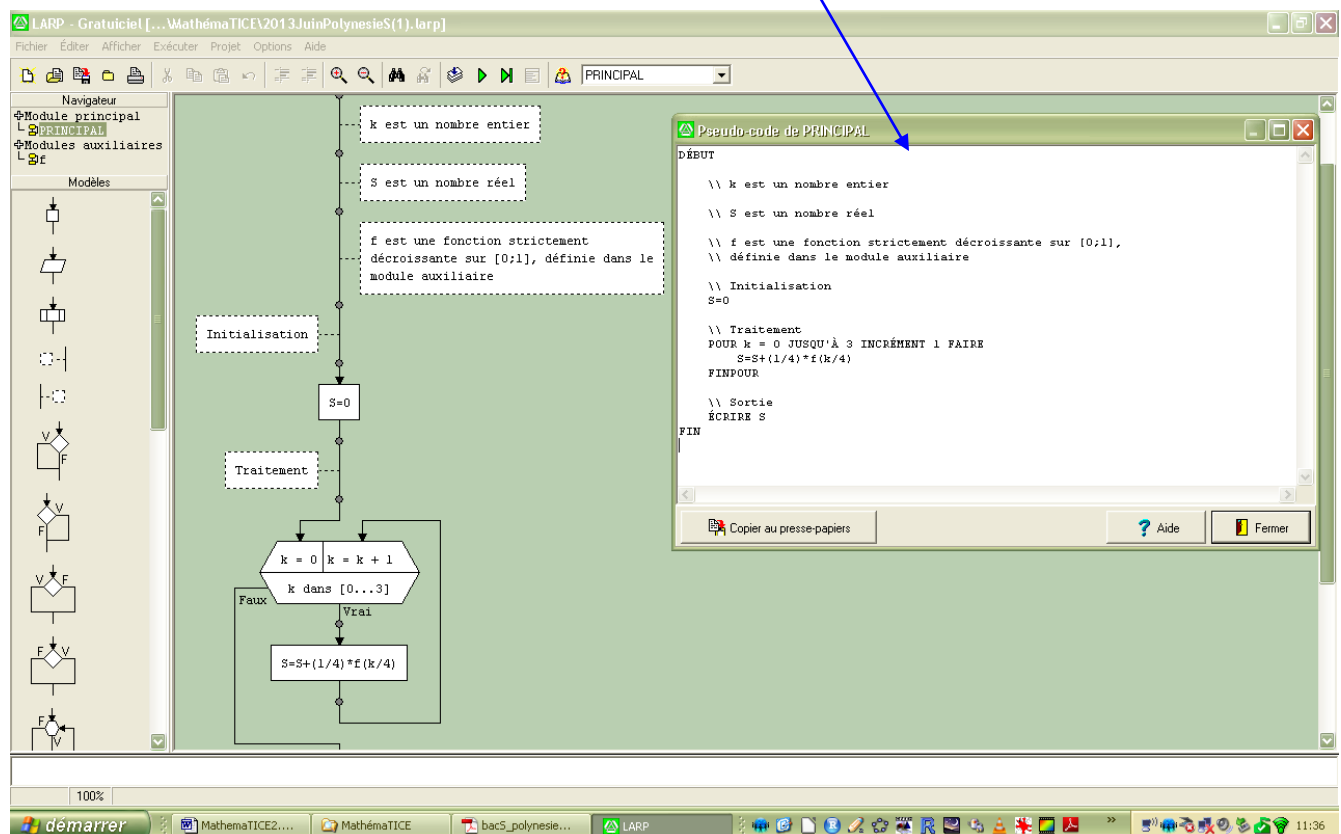 LARP - Gratuiciel [...\MathémaTICE\2013JuinPolynesieS(1).larp]
Fichier Éditer Afficher Exécuter Projet Options Aide
PRINCIPAL
Navigateur
Module principal
PRINCIPAL
Modules auxiliaires
f
Modèles
F
V
F
V F
F V
F
V
k est un nombre entier
S est un nombre réel
f est une fonction strictement
décroissante sur [0;1], définie dans le
module auxiliaire
Initialisation
S=0
Traitement
k = 0 k = k + 1
k dans [0...3]
Faux
Vrai
S=S+(1/4)*f(k/4)
Pseudo-code de PRINCIPAL
DÉBUT
\\ k est un nombre entier
\\ S est un nombre réel
\\ f est une fonction strictement décroissante sur [0;1],
\\ définie dans le module auxiliaire
\\ Initialisation
S=0
\\ Traitement
POUR k = 0 JUSQU'À 3 INCRÉMENT 1 FAIRE
S=S+(1/4)*f(k/4)
FINPOUR
\\ Sortie
ÉCRIRE S
FIN
Copier au presse-papiers
Aide
Fermer
100%
démarrer
MathemaTICE2....
MathémaTICE
bacS_polynesie...
LARP
11:36